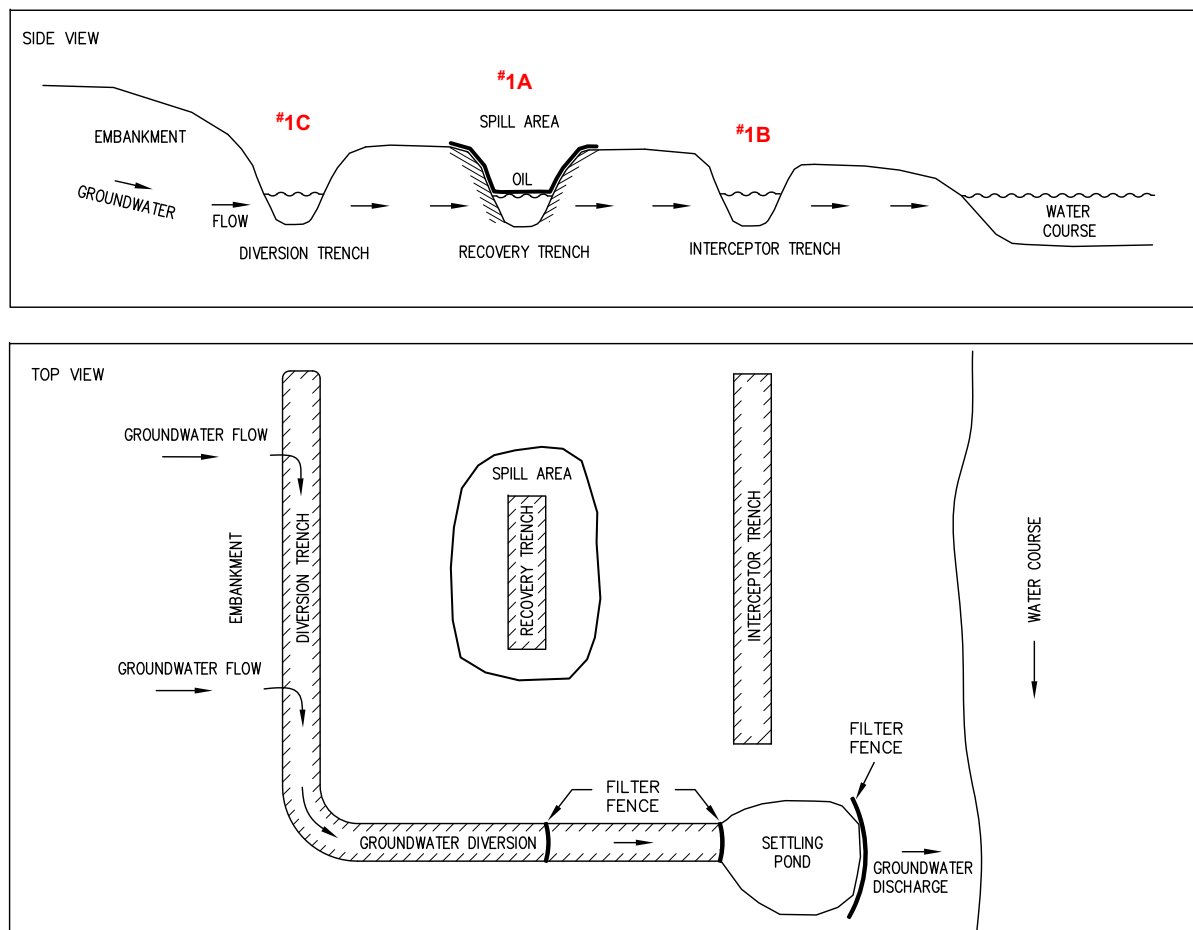 SIDE VIEW
#1A
#1C
SPILL AREA
#1B
EMBANKMENT
OIL
GROUNDWATER
FLOW
WATER
COURSE
DIVERSION TRENCH
RECOVERY TRENCH
INTERCEPTOR TRENCH
TOP VIEW
GROUNDWATER FLOW
SPILL AREA
DIVERSION TRENCH
EMBANKMENT
RECOVERY TRENCH
INTERCEPTOR TRENCH
WATER COURSE
GROUNDWATER FLOW
FILTER
FENCE
FILTER
FENCE
GROUNDWATER DIVERSION
SETTLING
POND
GROUNDWATER
DISCHARGE